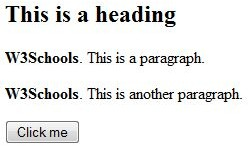 This is a heading
W3Schools. This is a paragraph.
W3Schools. This is another paragraph.
Click me